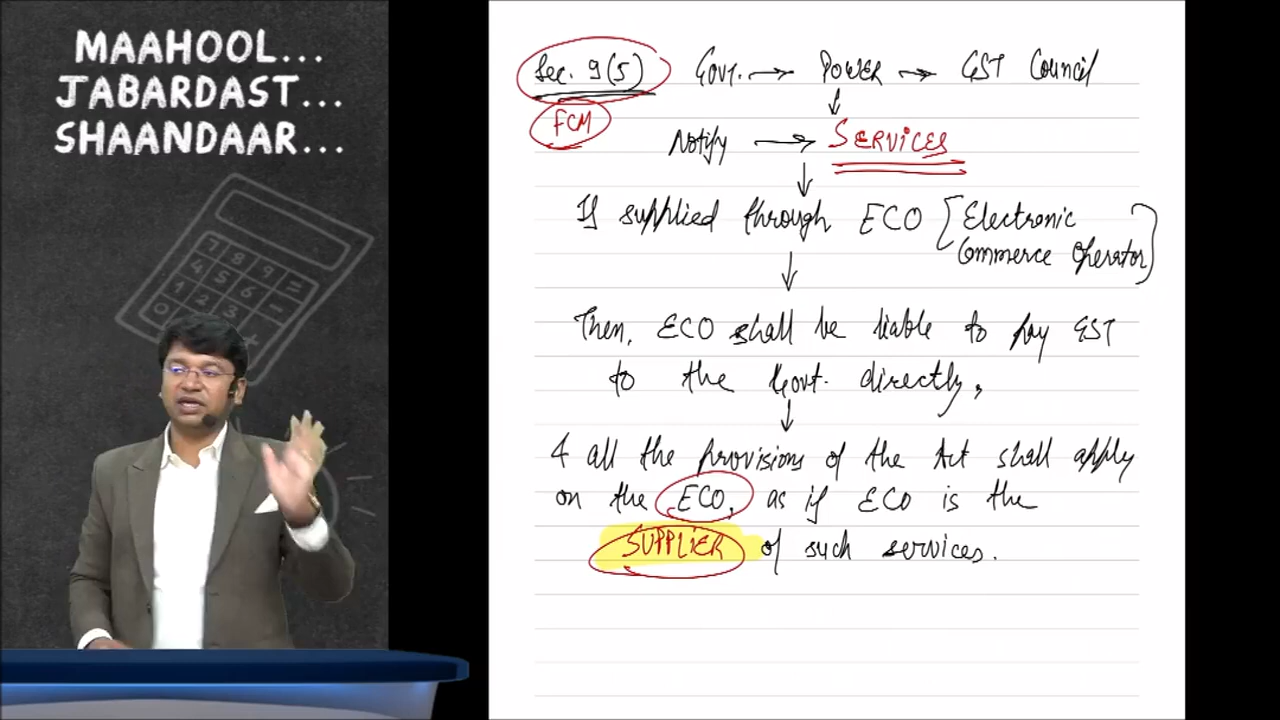 MAAHOOL...
JABARDAST...
SHAANDAAR...
Sec. 9(5) Govt. → POWER → GST Council
FCM
Notify → SERVICES
If supplied through ECO [Electronic
Commerce Operator]
Then, ECO shall be liable to pay GST
to the Govt. directly,
& all the provisions of the Act shall apply
on the ECO, as if ECO is the
SUPPLIER of such services.